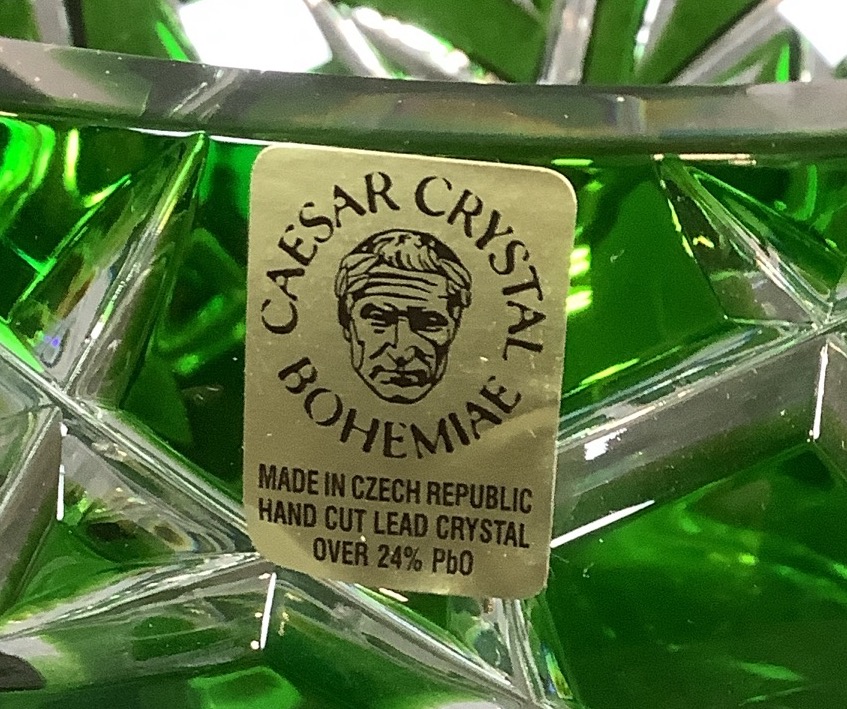 CAESAR CRYSTAL
BOHEMIAE
MADE IN CZECH REPUBLIC
HAND CUT LEAD CRYSTAL
OVER 24% PbO